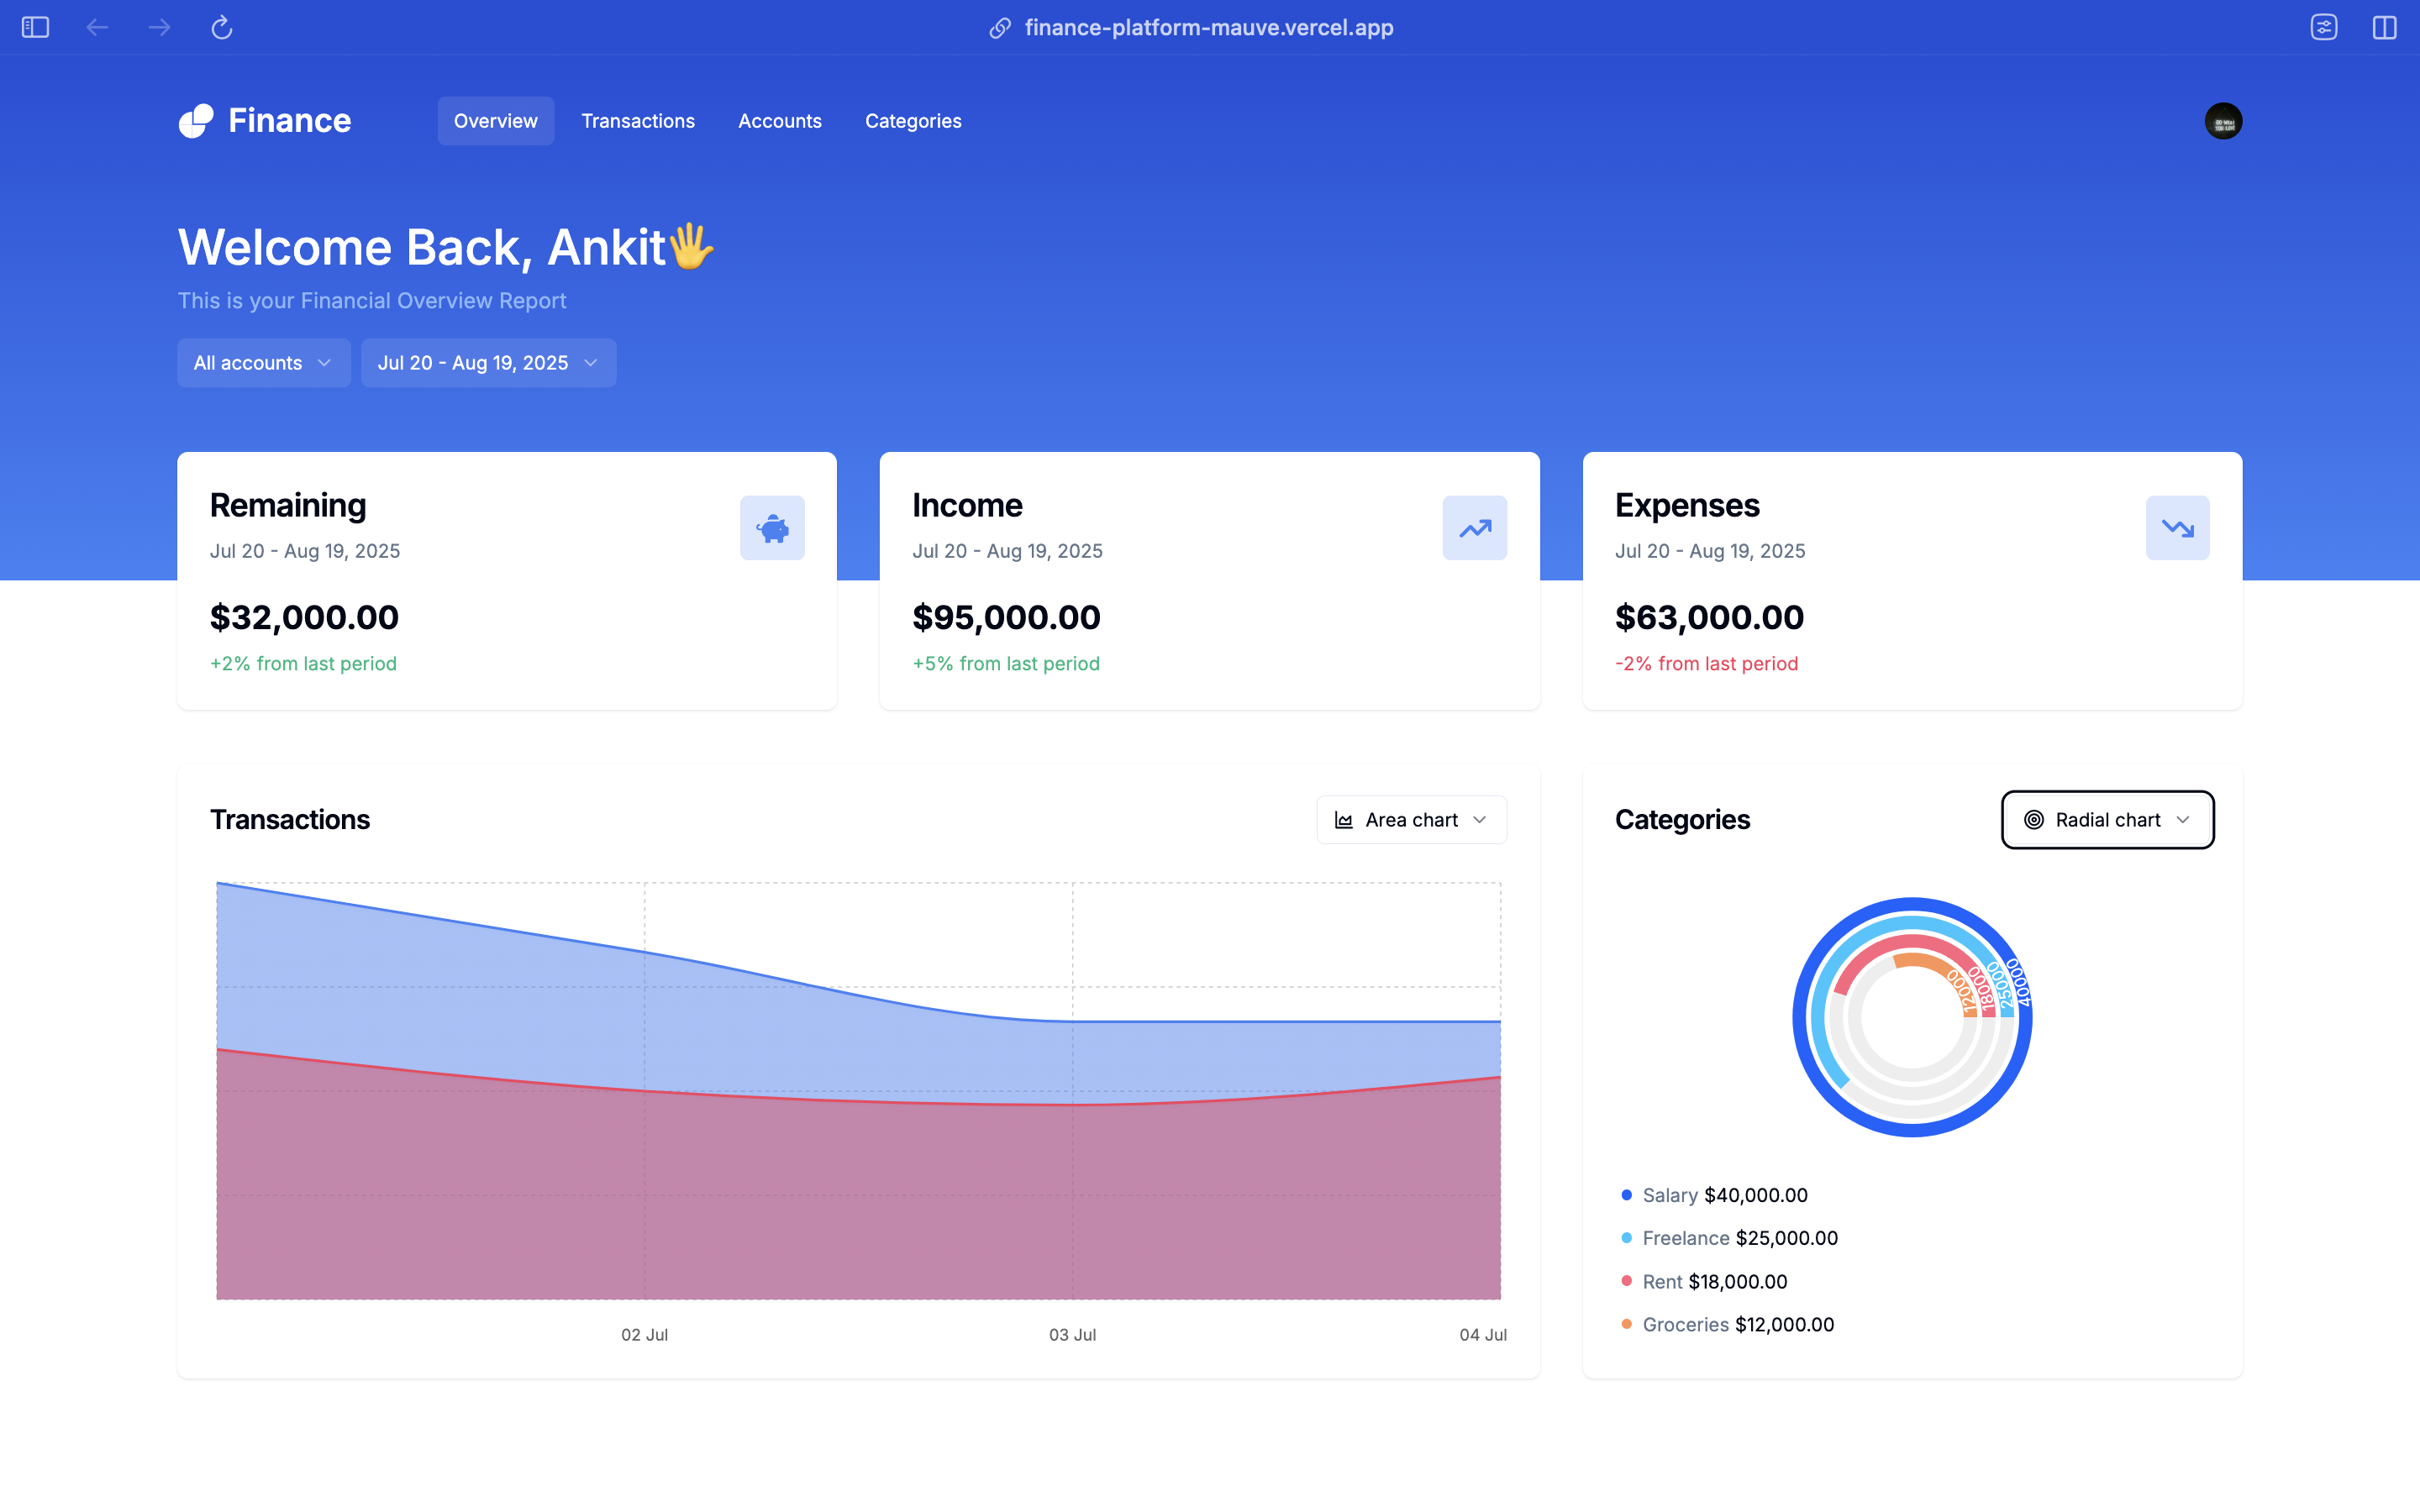 finance-platform-mauve.vercel.app
Finance
Overview
Transactions
Accounts
Categories
Welcome Back, Ankit🖐️
This is your Financial Overview Report
All accounts
Jul 20 - Aug 19, 2025
Remaining
Jul 20 - Aug 19, 2025
$32,000.00
+2% from last period
Income
Jul 20 - Aug 19, 2025
$95,000.00
+5% from last period
Expenses
Jul 20 - Aug 19, 2025
$63,000.00
-2% from last period
Transactions
Area chart
02 Jul
03 Jul
04 Jul
Categories
Radial chart
40000
25000
18000
12000
Salary $40,000.00
Freelance $25,000.00
Rent $18,000.00
Groceries $12,000.00